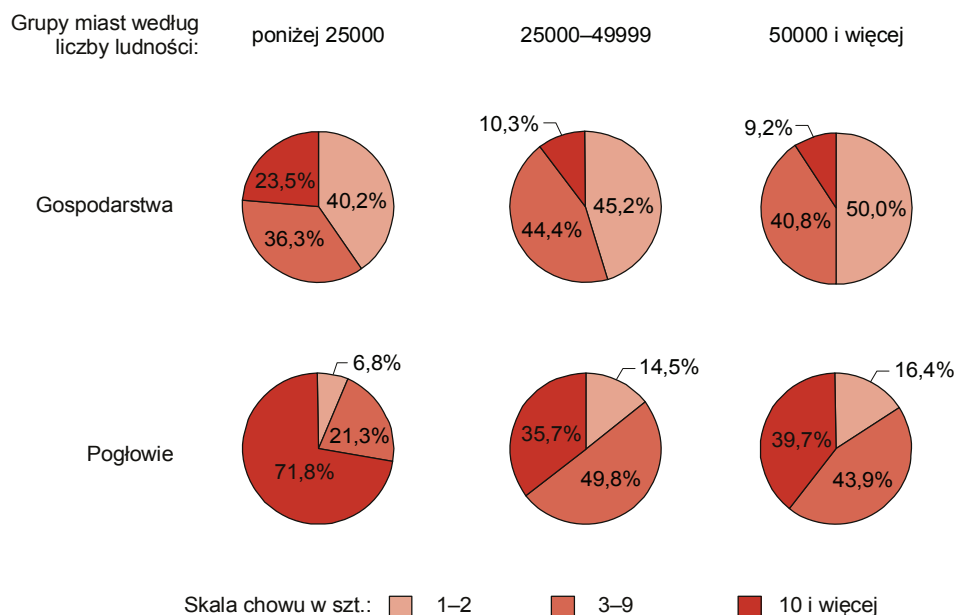 Grupy miast według
liczby ludności:
poniżej 25000
25000–49999
50000 i więcej
Gospodarstwa
23,5%
40,2%
36,3%
10,3%
45,2%
44,4%
9,2%
50,0%
40,8%
Pogłowie
6,8%
21,3%
71,8%
14,5%
35,7%
49,8%
16,4%
39,7%
43,9%
Skala chowu w szt.: 1–2 3–9 10 i więcej